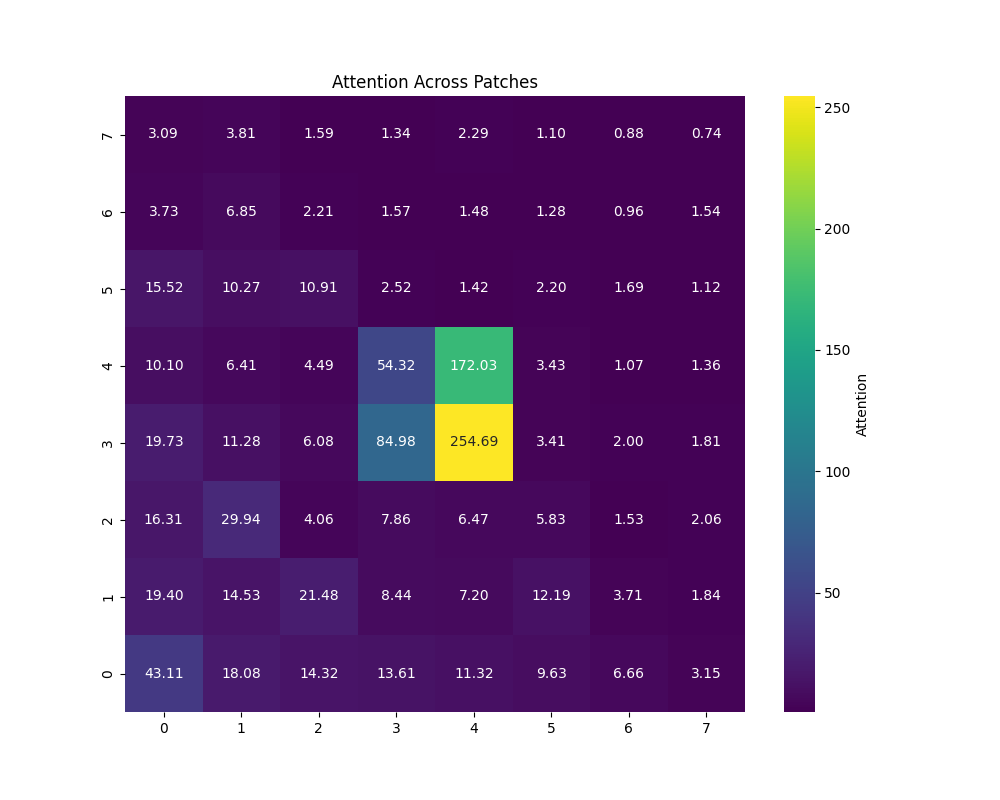 Attention Across Patches
7 3.09 3.81 1.59 1.34 2.29 1.10 0.88 0.74
6 3.73 6.85 2.21 1.57 1.48 1.28 0.96 1.54
5 15.52 10.27 10.91 2.52 1.42 2.20 1.69 1.12
4 10.10 6.41 4.49 54.32 172.03 3.43 1.07 1.36
3 19.73 11.28 6.08 84.98 254.69 3.41 2.00 1.81
2 16.31 29.94 4.06 7.86 6.47 5.83 1.53 2.06
1 19.40 14.53 21.48 8.44 7.20 12.19 3.71 1.84
0 43.11 18.08 14.32 13.61 11.32 9.63 6.66 3.15
0 1 2 3 4 5 6 7
250
200
150
100
50
Attention